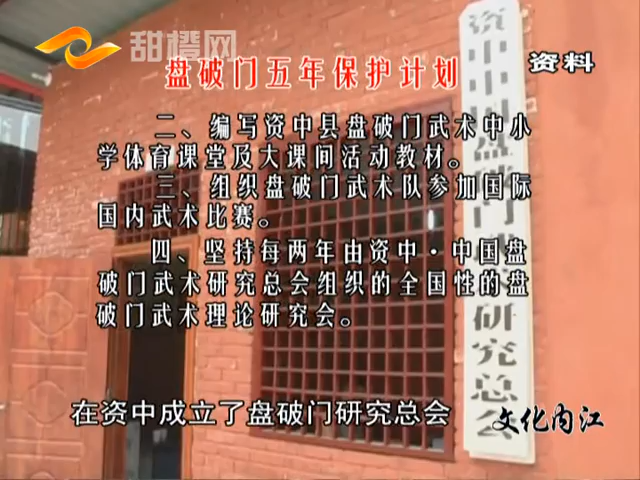 甜橙网
资料
盘破门五年保护计划
二、编写资中县盘破门武术中小
学体育课堂及大课间活动教材。
三、组织盘破门武术队参加国际
国内武术比赛。
四、坚持每两年由资中·中国盘
破门武术研究总会组织的全国性的盘
破门武术理论研究会。
资中中国盘破门武术研究总会
在资中成立了盘破门研究总会
文化内江